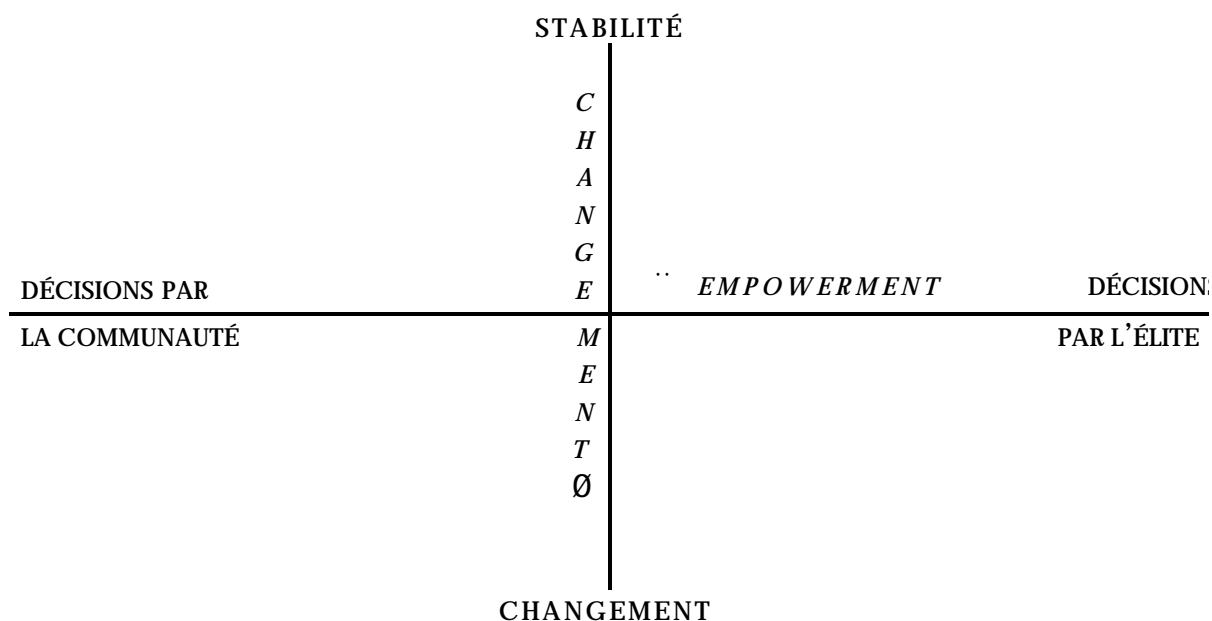 STABILITÉ
C
H
A
N
G
E
¨ EMPOWERMENT
DÉCISIONS PAR
DÉCISIONS
LA COMMUNAUTÉ
M
PAR L’ÉLITE
E
N
T
Ø
CHANGEMENT